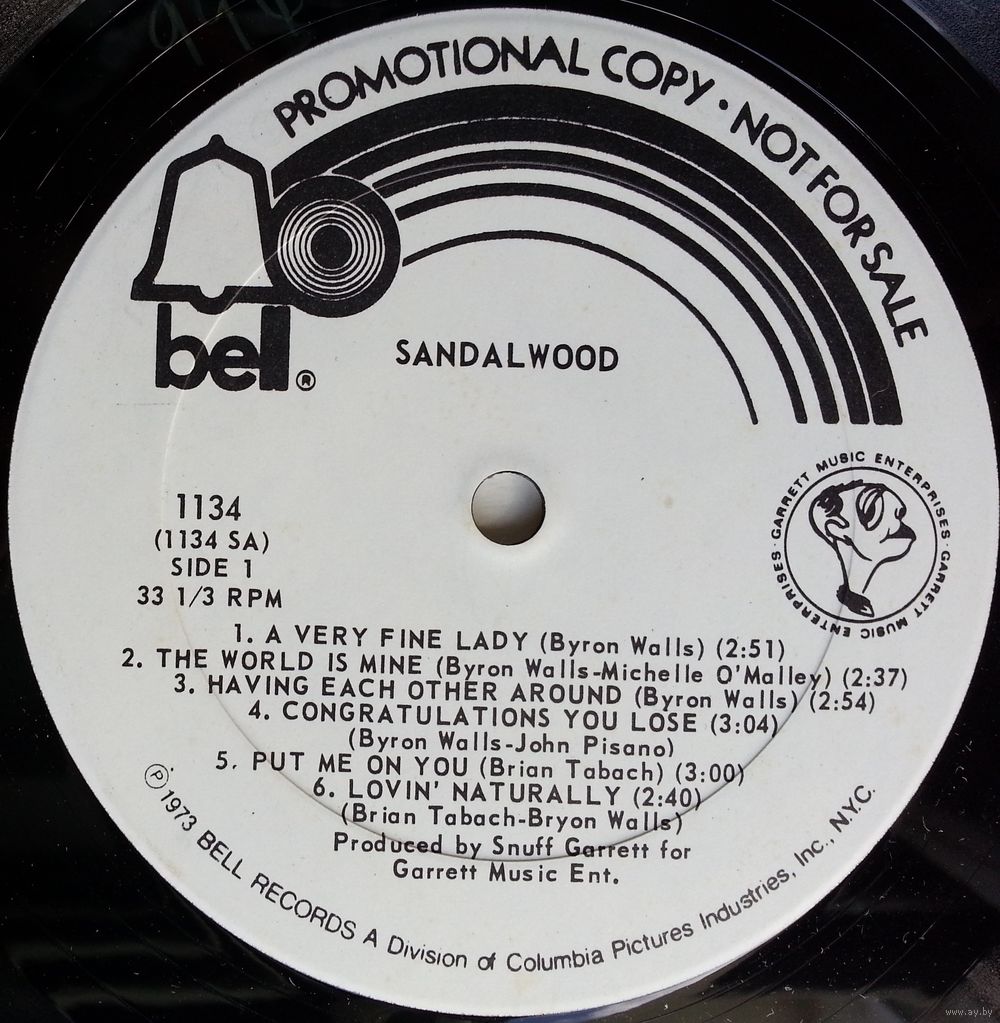 PROMOTIONAL COPY • NOT FOR SALE
bell®
SANDALWOOD
GARRETT MUSIC ENTERPRISES · GARRETT MUSIC ENTERPRISES ·
1134
(1134 SA)
SIDE 1
33 1/3 RPM
1. A VERY FINE LADY (Byron Walls) (2:51)
2. THE WORLD IS MINE (Byron Walls-Michelle O'Malley) (2:37)
3. HAVING EACH OTHER AROUND (Byron Walls) (2:54)
4. CONGRATULATIONS YOU LOSE (3:04)
(Byron Walls-John Pisano)
5. PUT ME ON YOU (Brian Tabach) (3:00)
6. LOVIN' NATURALLY (2:40)
(Brian Tabach-Bryon Walls)
Produced by Snuff Garrett for
Garrett Music Ent.
℗ 1973 BELL RECORDS A Division of Columbia Pictures Industries, Inc., N.Y.C.
www.ay.by